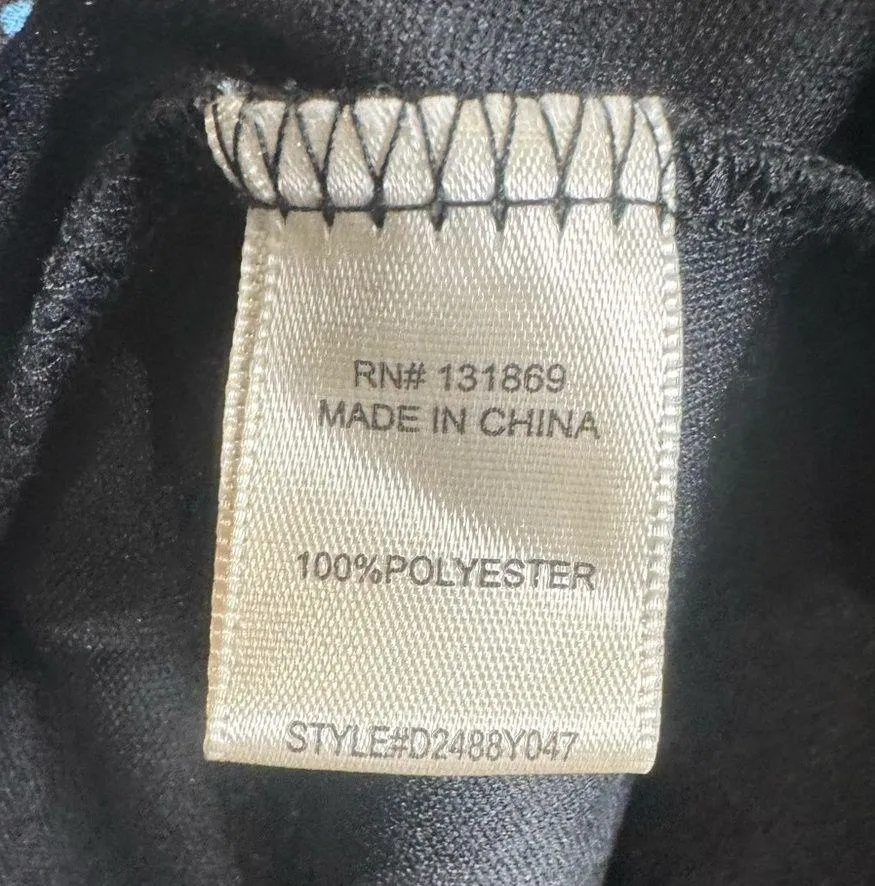 RN# 131869
MADE IN CHINA
100%POLYESTER
STYLE#D2488Y047